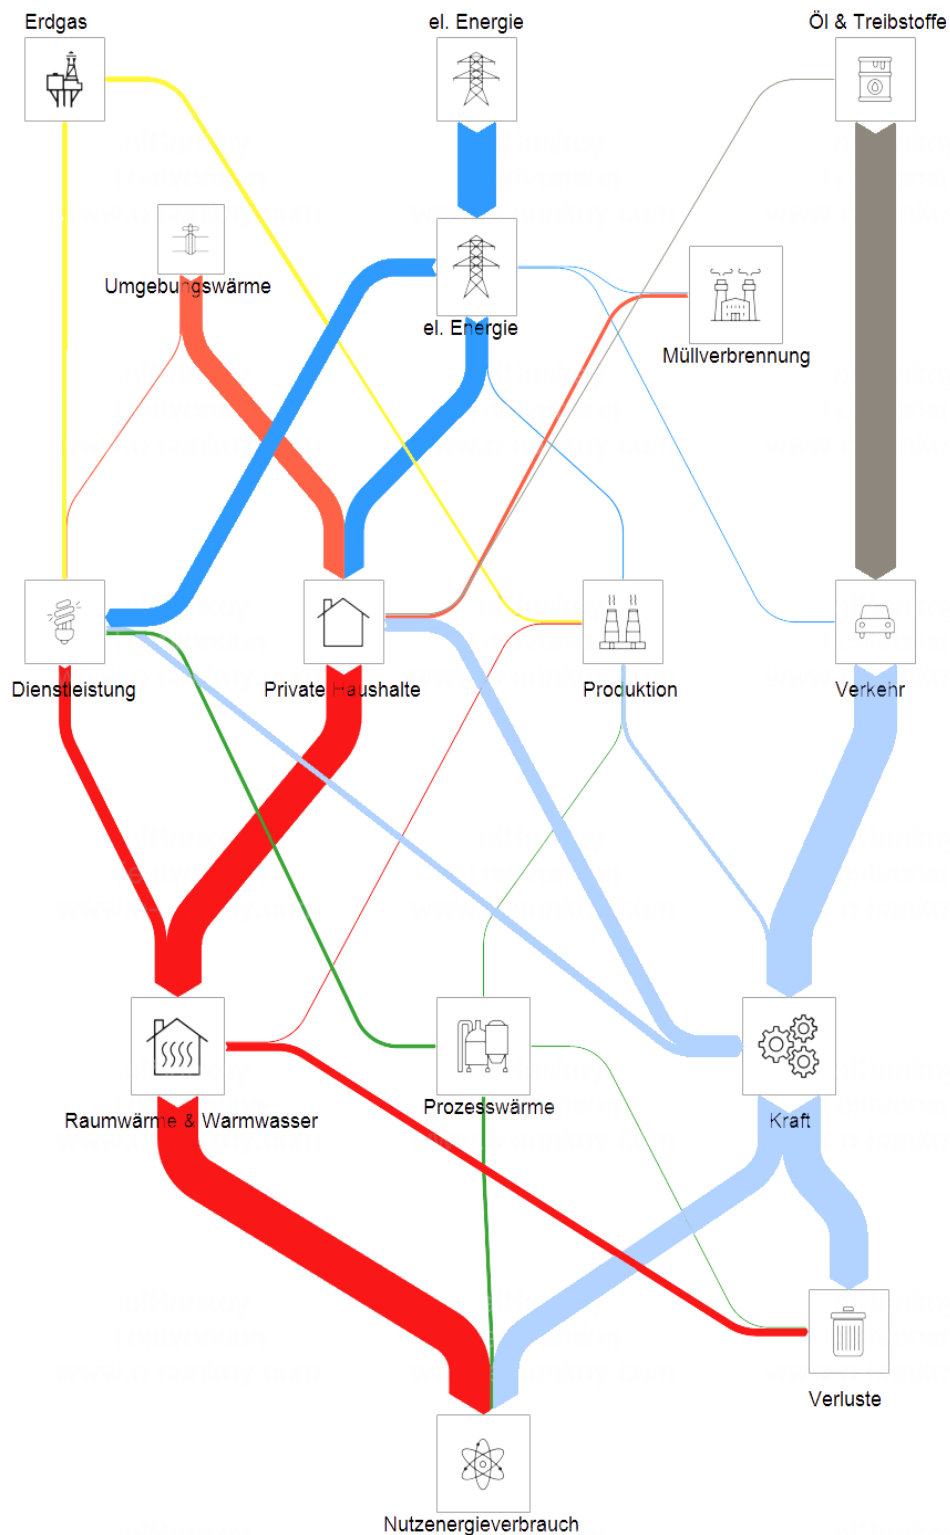 Erdgas
el. Energie
Öl & Treibstoffe
Umgebungswärme
el. Energie
Müllverbrennung
Dienstleistung
Private Haushalte
Produktion
Verkehr
Raumwärme & Warmwasser
Prozesswärme
Kraft
Verluste
Nutzenergieverbrauch